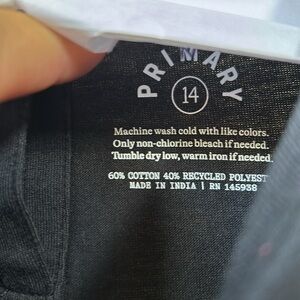 PRIMARY
14
Machine wash cold with like colors.
Only non-chlorine bleach if needed.
Tumble dry low, warm iron if needed.
60% COTTON 40% RECYCLED POLYEST
MADE IN INDIA | RN 145938